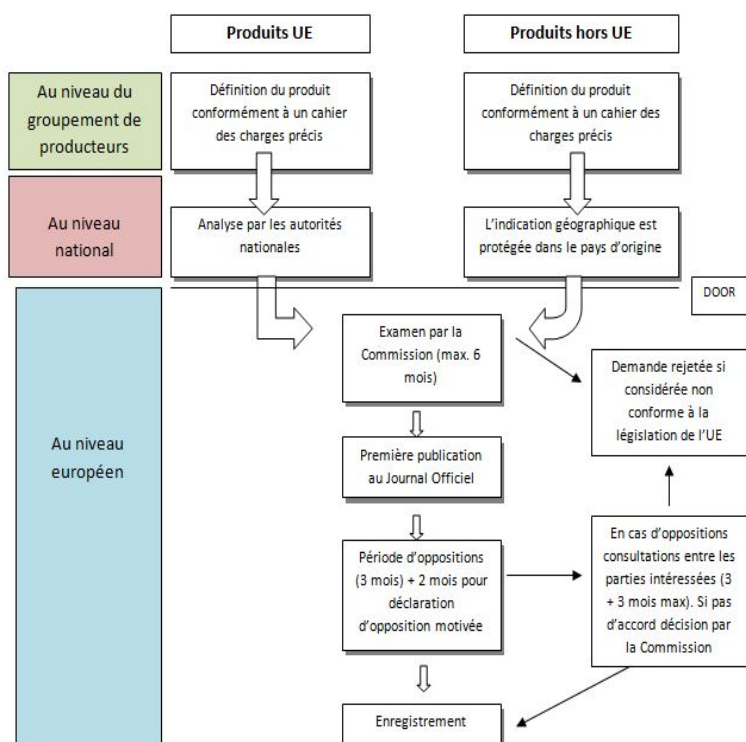 Produits UE
Produits hors UE
Au niveau du
groupement de
producteurs
Définition du produit
conformément à un cahier
des charges précis
Définition du produit
conformément à un cahier des
charges précis
Au niveau
national
Analyse par les autorités
nationales
L'indication géographique est
protégée dans le pays d'origine
DOOR
Au niveau
européen
Examen par la
Commission (max. 6
mois)
Demande rejetée si
considérée non
conforme à la
législation de l'UE
Première publication
au Journal Officiel
Période d'oppositions
(3 mois) + 2 mois pour
déclaration
d'opposition motivée
En cas d'oppositions
consultations entre les
parties intéressées (3
+ 3 mois max). Si pas
d'accord décision par
la Commission
Enregistrement